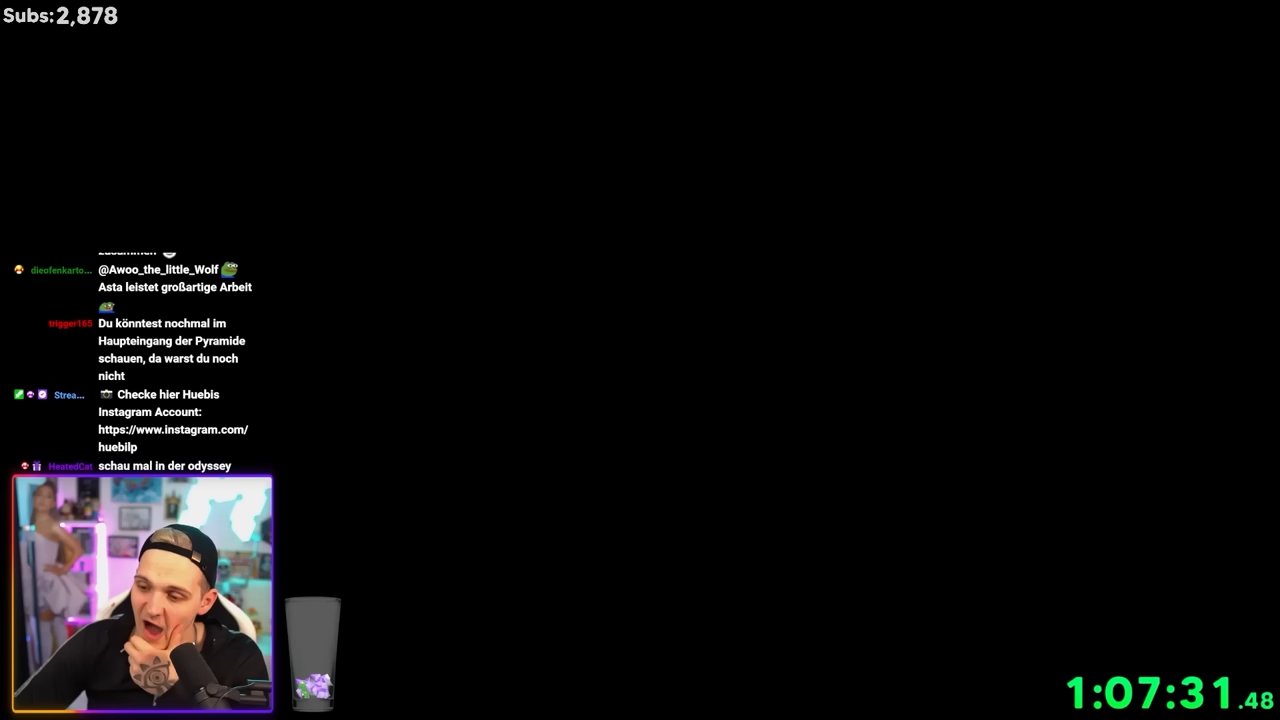 Subs: 2,878
dieofenkarto... @Awoo_the_little_Wolf
Asta leistet großartige Arbeit
trigger165 Du könntest nochmal im
Haupteingang der Pyramide
schauen, da warst du noch
nicht
Strea... Checke hier Huebis
Instagram Account:
https://www.instagram.com/
huebilp
HeatedCat schau mal in der odyssey
1:07:31.48